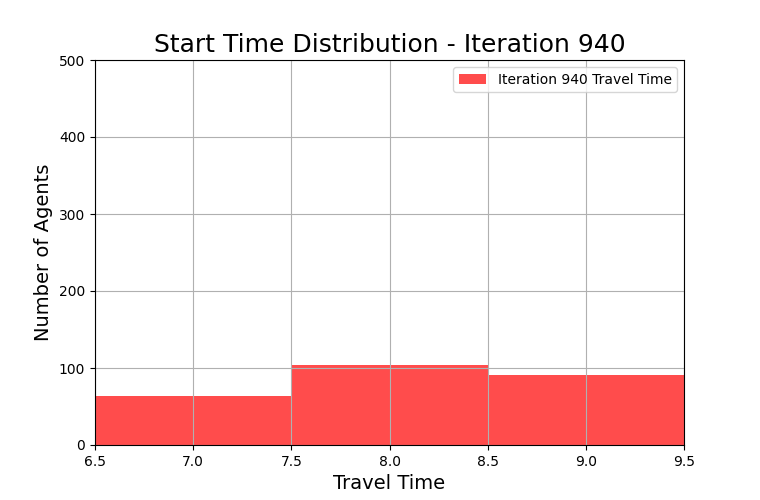 Start Time Distribution - Iteration 940
500
400
300
200
100
0
Number of Agents
Iteration 940 Travel Time
6.5 7.0 7.5 8.0 8.5 9.0 9.5
Travel Time